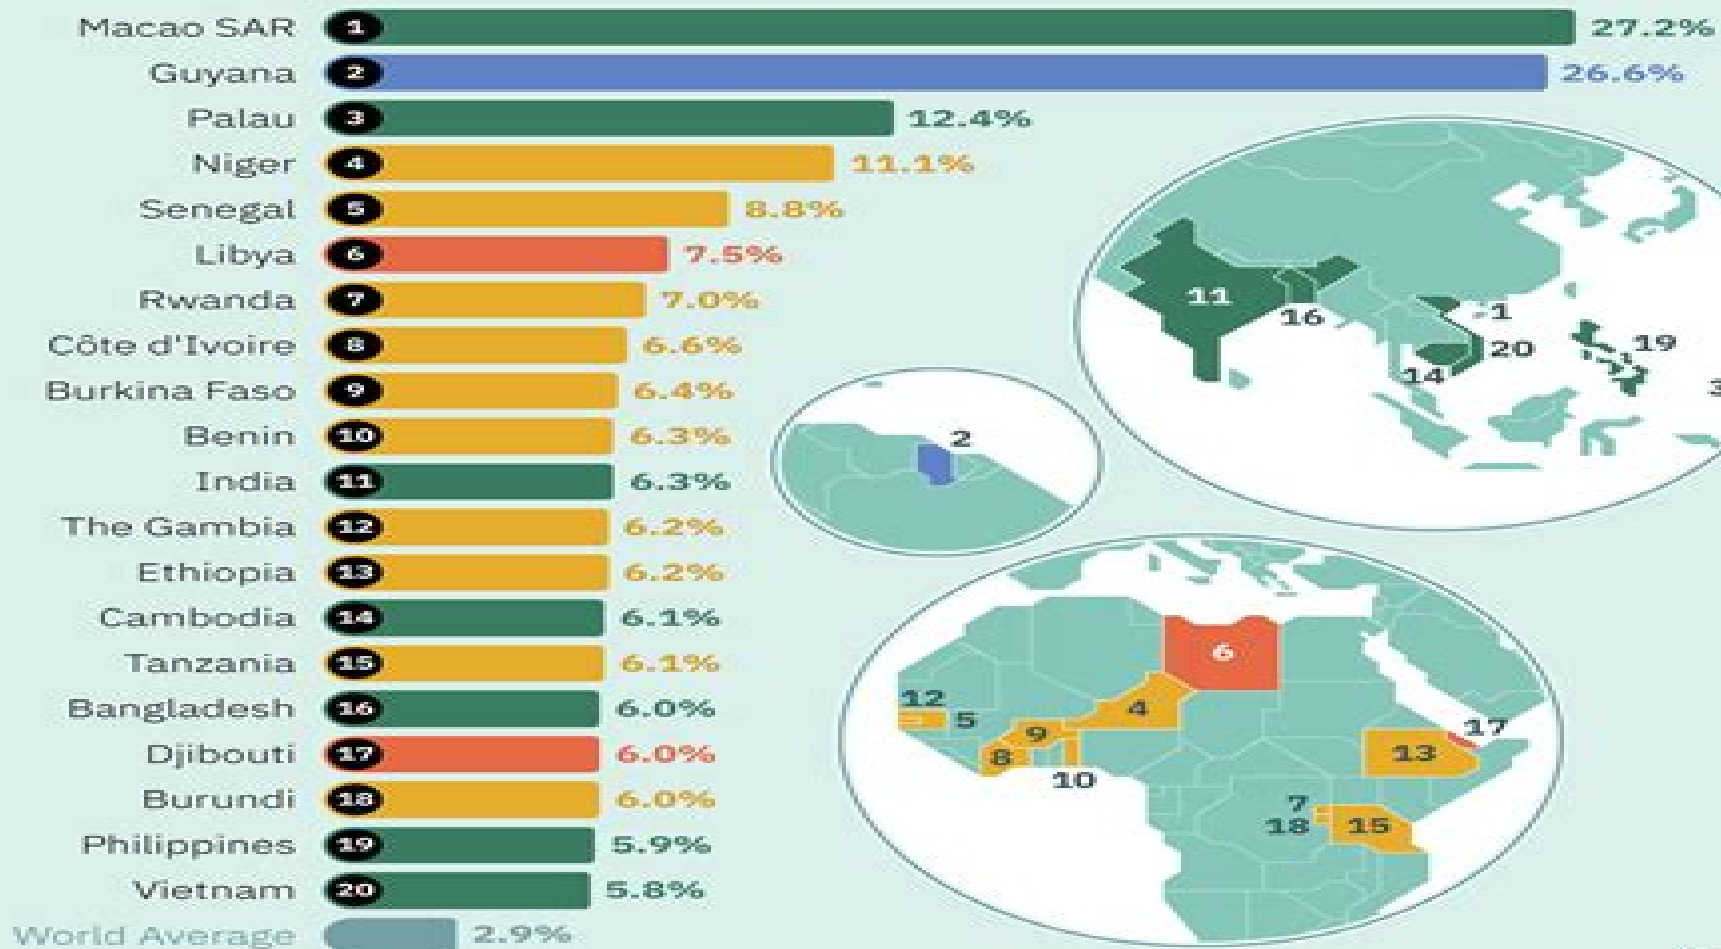 Macao SAR 1 27.2%
Guyana 2 26.6%
Palau 3 12.4%
Niger 4 11.1%
Senegal 5 8.8%
Libya 6 7.5%
Rwanda 7 7.0%
Côte d'Ivoire 8 6.6%
Burkina Faso 9 6.4%
Benin 10 6.3%
India 11 6.3%
The Gambia 12 6.2%
Ethiopia 13 6.2%
Cambodia 14 6.1%
Tanzania 15 6.1%
Bangladesh 16 6.0%
Djibouti 17 6.0%
Burundi 18 6.0%
Philippines 19 5.9%
Vietnam 20 5.8%
World Average 2.9%
11
16
1
20
19
14
3
2
6
12
5
4
9
17
8
13
10
7
18
15